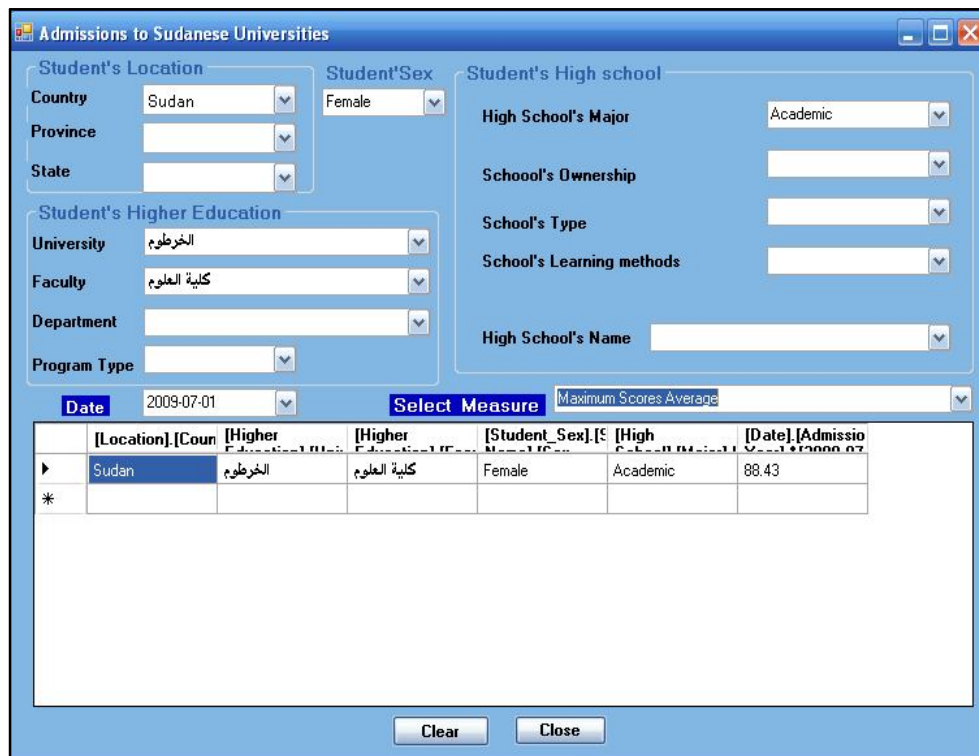 Admissions to Sudanese Universities
Student's Location
Country Sudan
Province
State
Student'Sex
Female
Student's High school
High School's Major Academic
Schoool's Ownership
School's Type
School's Learning methods
High School's Name
Student's Higher Education
University الخرطوم
Faculty كلية العلوم
Department
Program Type
Date 2009-07-01 Select Measure Maximum Scores Average
[Location].[Coun [Higher [Higher [Student_Sex].[S [High [Date].[Admissio
Sudan الخرطوم كلية العلوم Female Academic 88.43
Clear Close